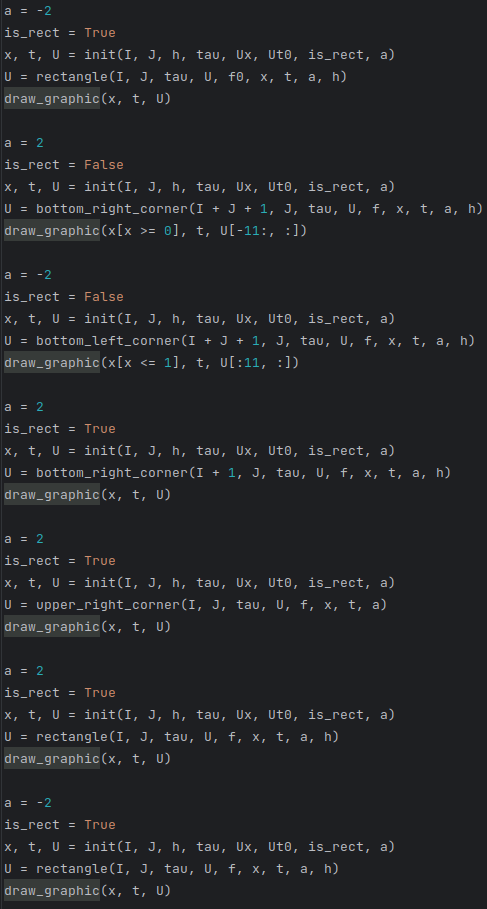 a = -2
is_rect = True
x, t, U = init(I, J, h, tau, Ux, Ut0, is_rect, a)
U = rectangle(I, J, tau, U, f0, x, t, a, h)
draw_graphic(x, t, U)

a = 2
is_rect = False
x, t, U = init(I, J, h, tau, Ux, Ut0, is_rect, a)
U = bottom_right_corner(I + J + 1, J, tau, U, f, x, t, a, h)
draw_graphic(x[x >= 0], t, U[-11:, :])

a = -2
is_rect = False
x, t, U = init(I, J, h, tau, Ux, Ut0, is_rect, a)
U = bottom_left_corner(I + J + 1, J, tau, U, f, x, t, a, h)
draw_graphic(x[x <= 1], t, U[:11, :])

a = 2
is_rect = True
x, t, U = init(I, J, h, tau, Ux, Ut0, is_rect, a)
U = bottom_right_corner(I + 1, J, tau, U, f, x, t, a, h)
draw_graphic(x, t, U)

a = 2
is_rect = True
x, t, U = init(I, J, h, tau, Ux, Ut0, is_rect, a)
U = upper_right_corner(I, J, tau, U, f, x, t, a)
draw_graphic(x, t, U)

a = 2
is_rect = True
x, t, U = init(I, J, h, tau, Ux, Ut0, is_rect, a)
U = rectangle(I, J, tau, U, f, x, t, a, h)
draw_graphic(x, t, U)

a = -2
is_rect = True
x, t, U = init(I, J, h, tau, Ux, Ut0, is_rect, a)
U = rectangle(I, J, tau, U, f, x, t, a, h)
draw_graphic(x, t, U)